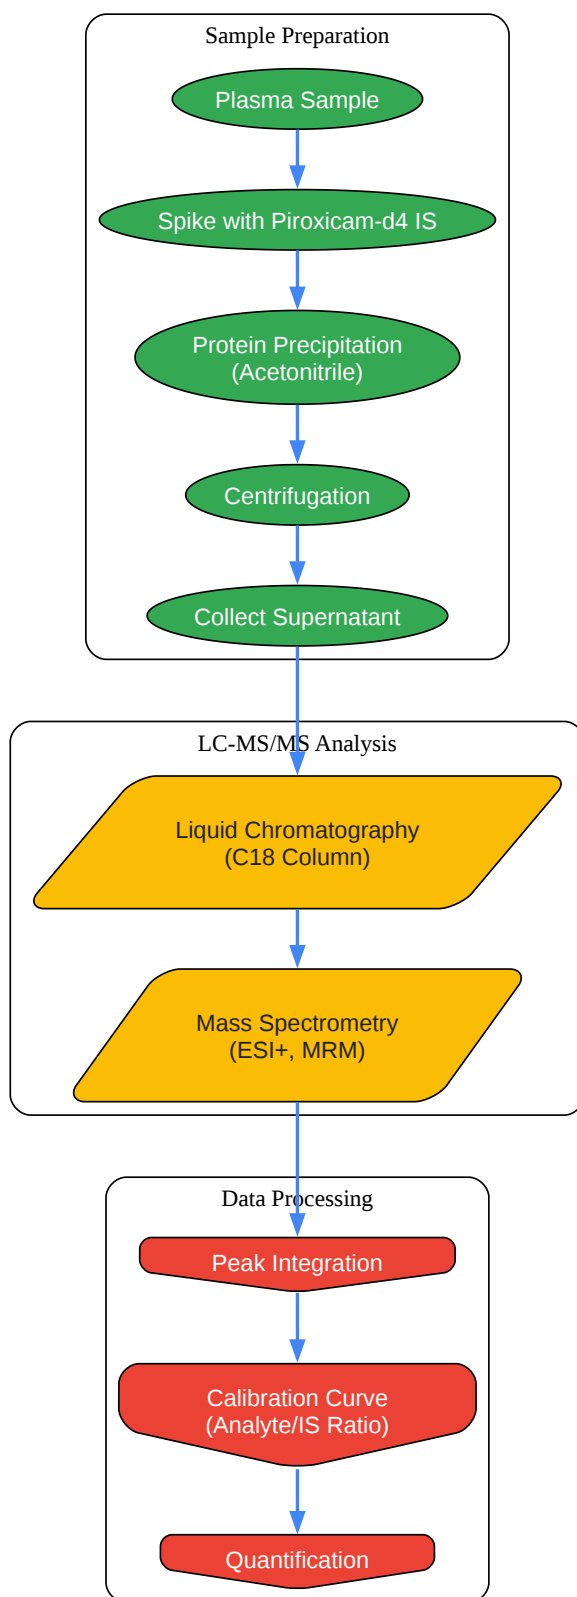 Sample Preparation
Plasma Sample
Spike with Piroxicam-d4 IS
Protein Precipitation
(Acetonitrile)
Centrifugation
Collect Supernatant
LC-MS/MS Analysis
Liquid Chromatography
(C18 Column)
Mass Spectrometry
(ESI+, MRM)
Data Processing
Peak Integration
Calibration Curve
(Analyte/IS Ratio)
Quantification